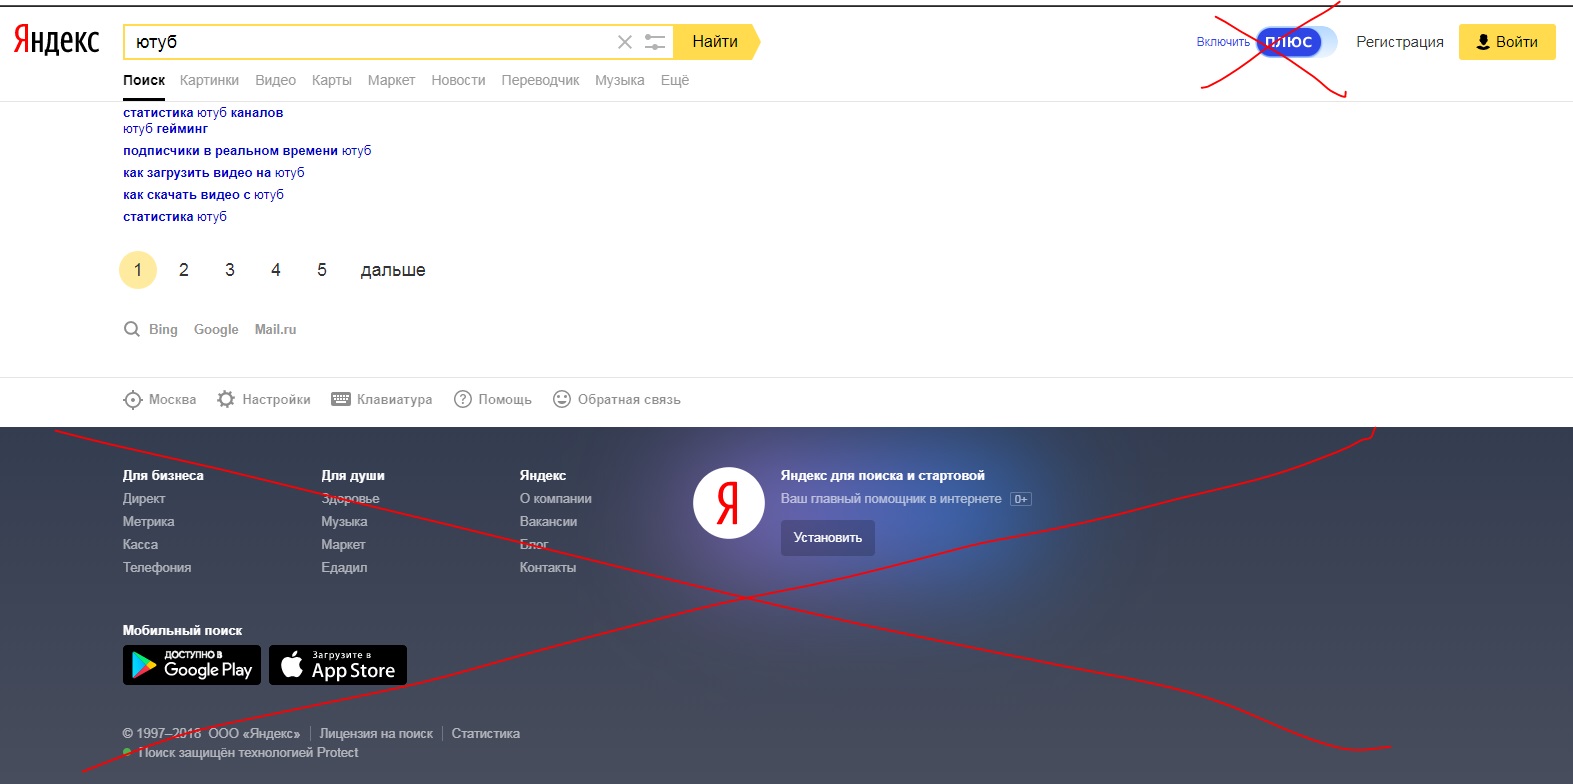 Яндекс
ютуб
Найти
Включить ПЛЮС
Регистрация
Войти
Поиск Картинки Видео Карты Маркет Новости Переводчик Музыка Ещё
статистика ютуб каналов
ютуб гейминг
подписчики в реальном времени ютуб
как загрузить видео на ютуб
как скачать видео с ютуб
статистика ютуб
1 2 3 4 5 дальше
Bing Google Mail.ru
Москва Настройки Клавиатура Помощь Обратная связь
Для бизнеса
Директ
Метрика
Касса
Телефония
Для души
Здоровье
Музыка
Маркет
Едадил
Яндекс
О компании
Вакансии
Блог
Контакты
Я
Яндекс для поиска и стартовой
Ваш главный помощник в интернете 0+
Установить
Мобильный поиск
ДОСТУПНО В
Google Play
Загрузите в
App Store
© 1997–2018 ООО «Яндекс» Лицензия на поиск Статистика
Поиск защищён технологией Protect